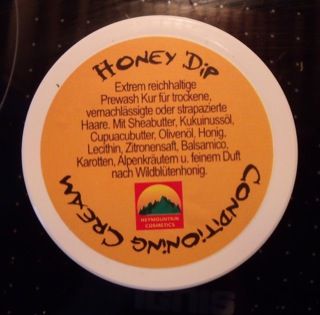 HONEY DIP
Extrem reichhaltige
Prewash Kur für trockene,
vernachlässigte oder strapazierte
Haare. Mit Sheabutter, Kukuinussöl,
Cupuacubutter, Olivenöl, Honig.
Lecithin, Zitronensaft, Balsamico,
Karotten, Alpenkräutern u. feinem Duft
nach Wildblütenhonig.
HEYMOUNTAIN
COSMETICS
CONDITIONING CREAM